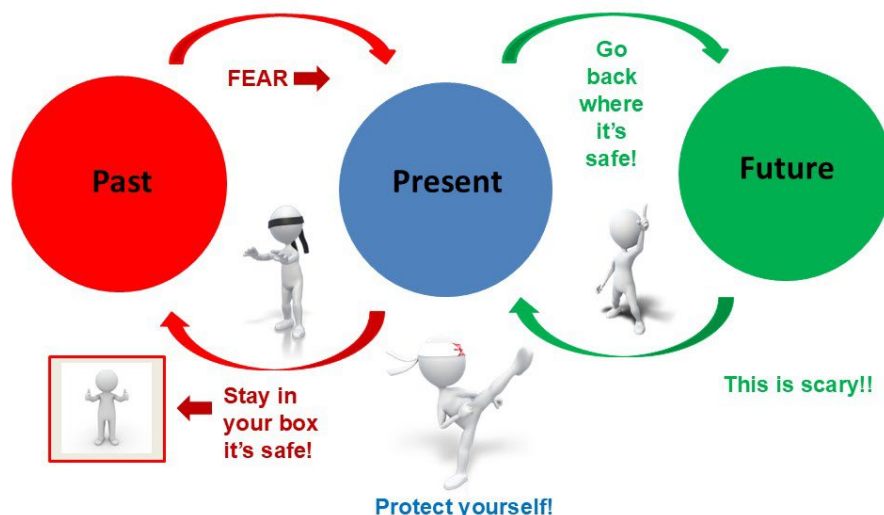 FEAR
Go
back
where
it's
safe!
Past
Present
Future
Stay in
your box
it's safe!
This is scary!!
Protect yourself!